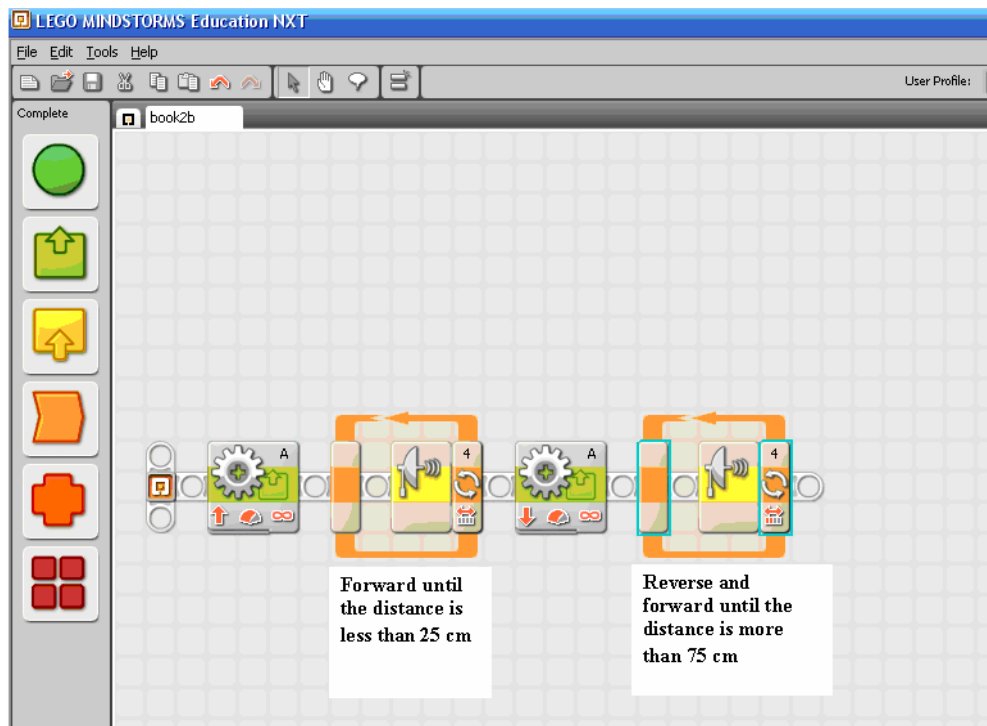 LEGO MINDSTORMS Education NXT
File Edit Tools Help
User Profile:
Complete
book2b
A
4
A
4
Forward until
the distance is
less than 25 cm
Reverse and
forward until the
distance is more
than 75 cm